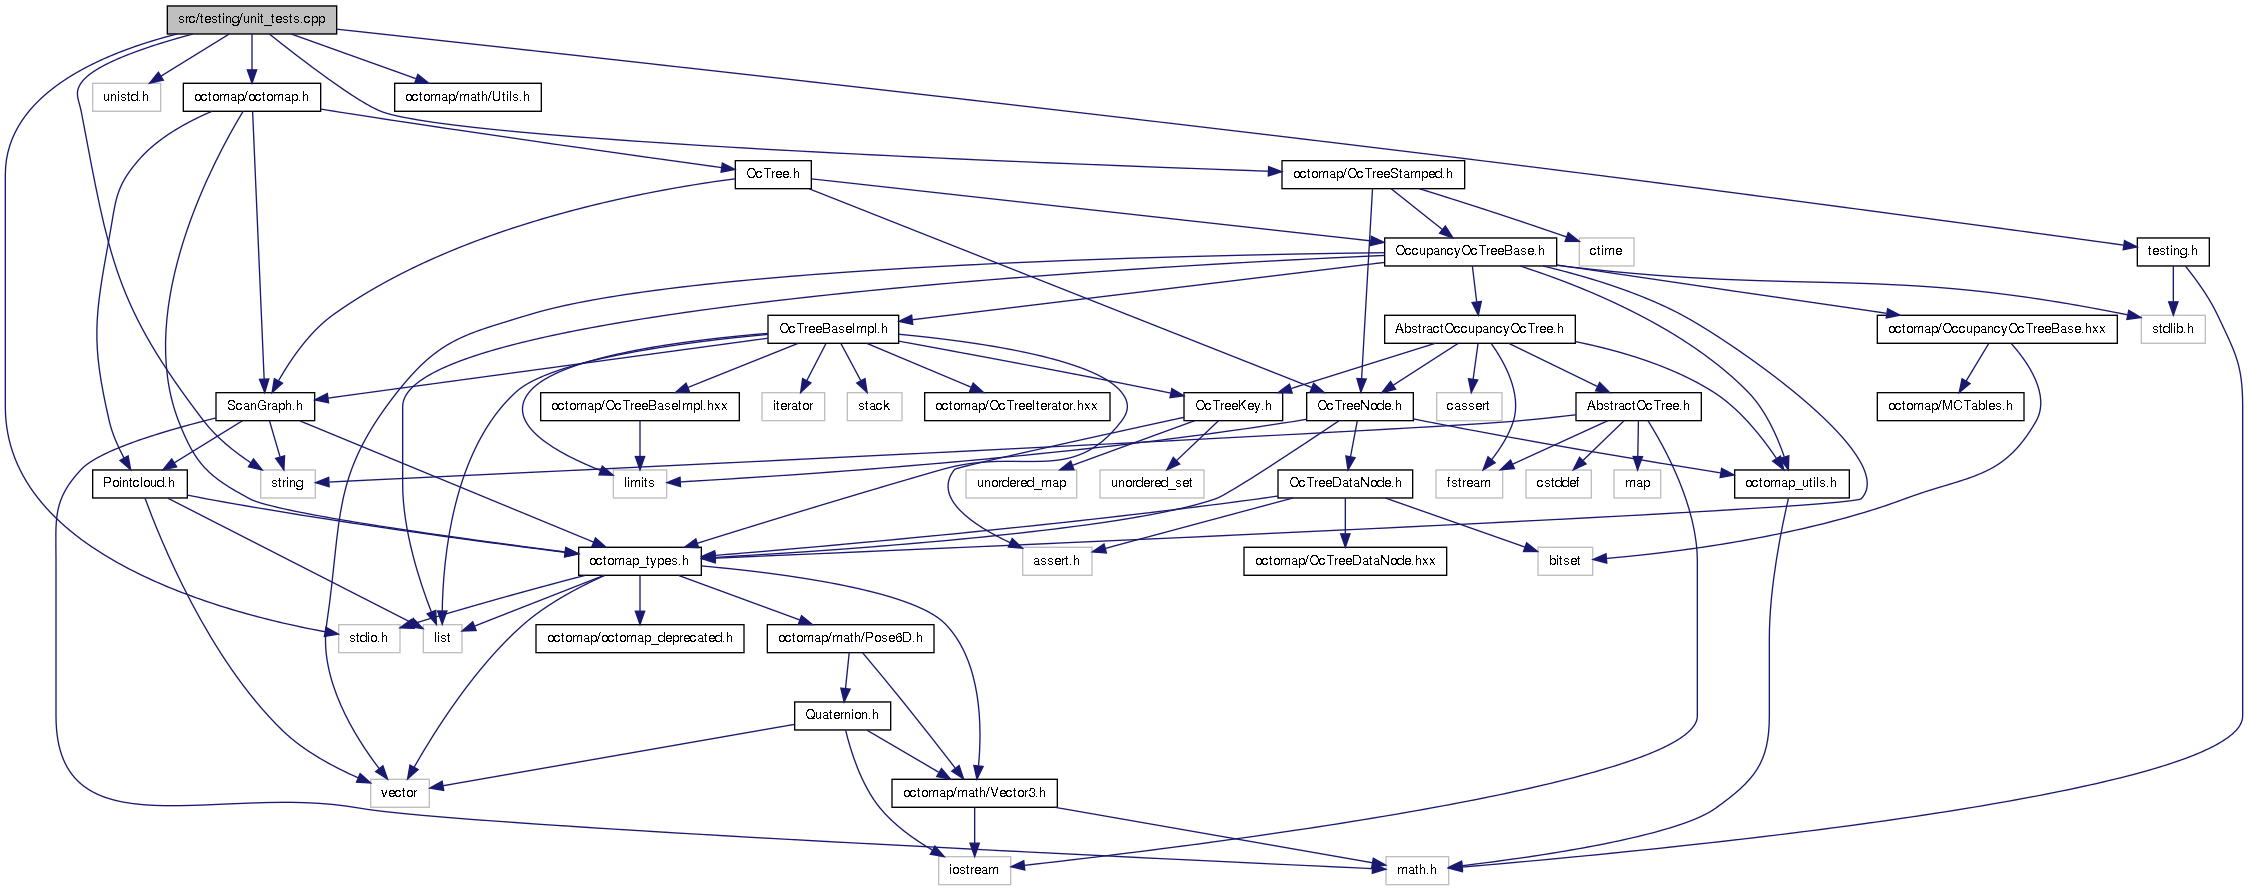 src/testing/unit_tests.cpp
unistd.h
octomap/octomap.h
octomap/math/Utils.h
OcTree.h
octomap/OcTreeStamped.h
OccupancyOcTreeBase.h
ctime
testing.h
OcTreeBaseImpl.h
AbstractOccupancyOcTree.h
octomap/OccupancyOcTreeBase.hxx
stdlib.h
ScanGraph.h
octomap/OcTreeBaseImpl.hxx
iterator
stack
octomap/OcTreeIterator.hxx
OcTreeKey.h
OcTreeNode.h
cassert
AbstractOcTree.h
octomap/MCTables.h
Pointcloud.h
string
limits
unordered_map
unordered_set
OcTreeDataNode.h
fstream
cstddef
map
octomap_utils.h
octomap_types.h
assert.h
octomap/OcTreeDataNode.hxx
bitset
stdio.h
list
octomap/octomap_deprecated.h
octomap/math/Pose6D.h
Quaternion.h
vector
octomap/math/Vector3.h
iostream
math.h